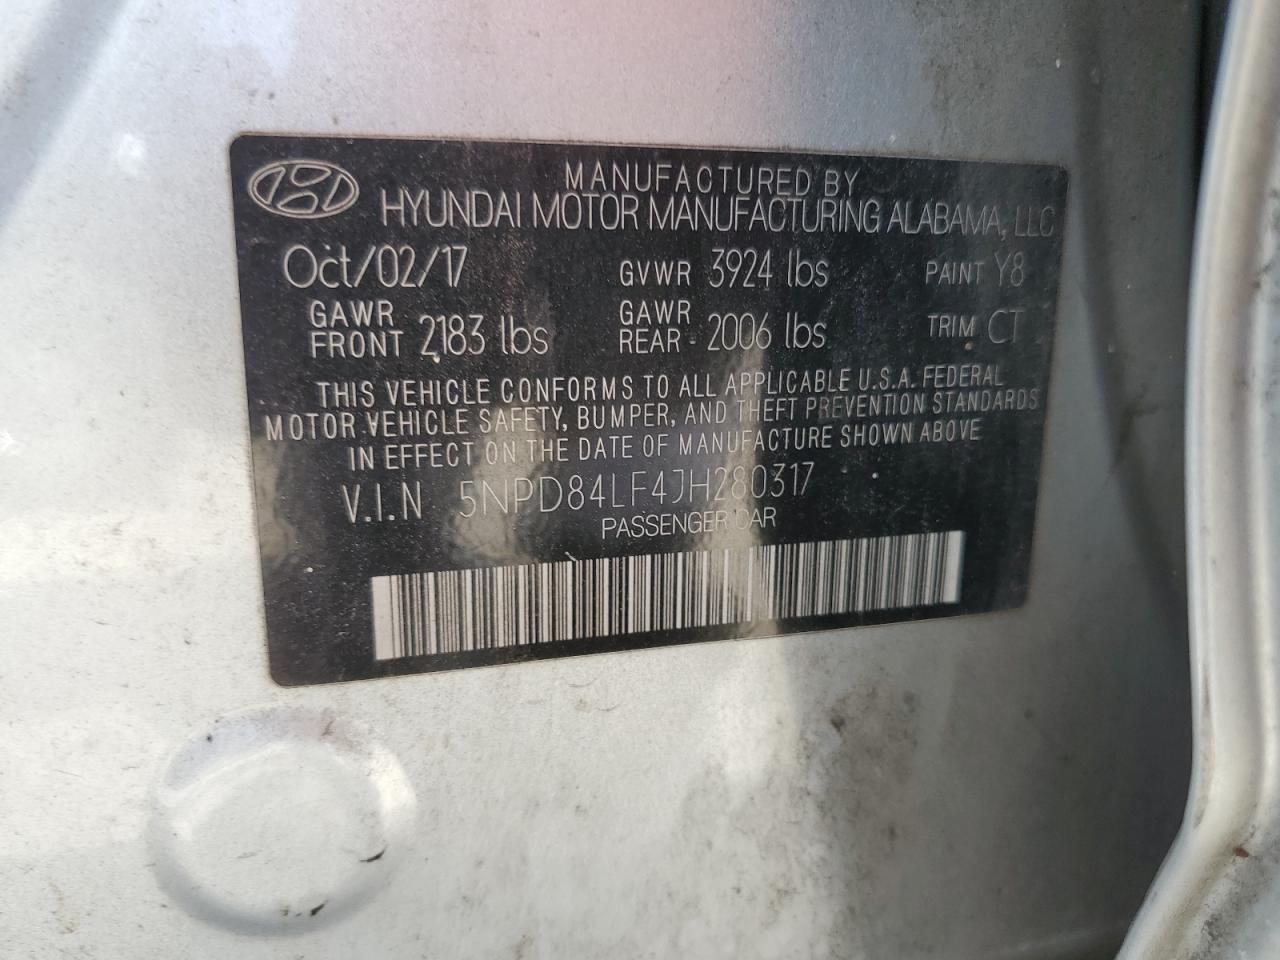 MANUFACTURED BY
HYUNDAI MOTOR MANUFACTURING ALABAMA, LLC
Oct/02/17 GVWR 3924 lbs PAINT Y8
GAWR FRONT 2183 lbs GAWR REAR 2006 lbs TRIM CT
THIS VEHICLE CONFORMS TO ALL APPLICABLE U.S.A. FEDERAL
MOTOR VEHICLE SAFETY, BUMPER, AND THEFT PREVENTION STANDARDS
IN EFFECT ON THE DATE OF MANUFACTURE SHOWN ABOVE
V.I.N 5NPD84LF4JH280317
PASSENGER CAR